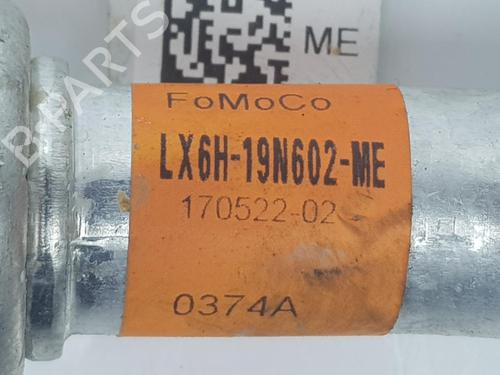 ME
FoMoCo
LX6H-19N602-ME
170522-02
0374A
B-PARTS